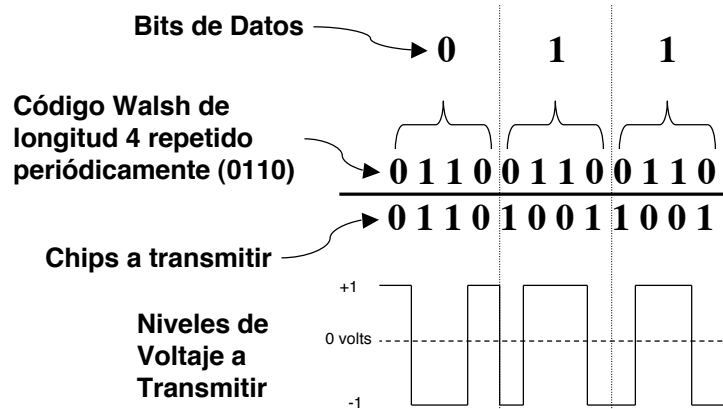 Bits de Datos
0 1 1
Código Walsh de
longitud 4 repetido
periódicamente (0110)
0 1 1 0 0 1 1 0 0 1 1 0
0 1 1 0 1 0 0 1 1 0 0 1
Chips a transmitir
+1
Niveles de
Voltaje a
Transmitir
0 volts
-1